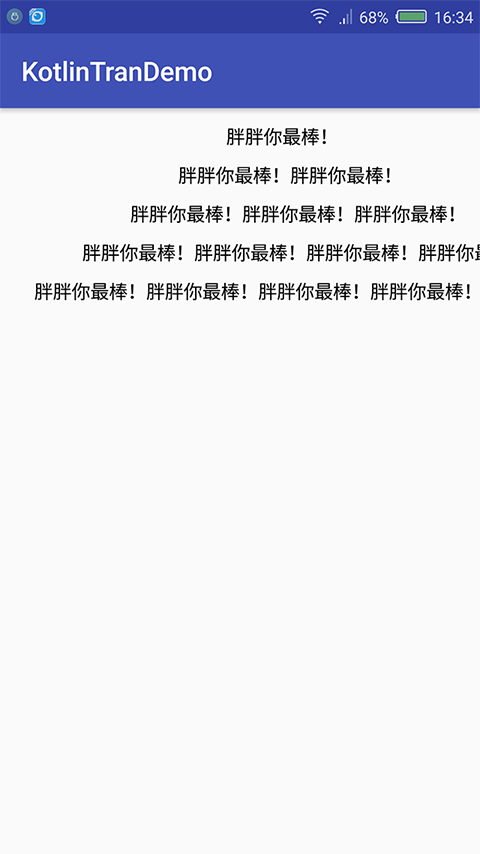 68% 16:34
KotlinTranDemo
胖胖你最棒！
胖胖你最棒！胖胖你最棒！
胖胖你最棒！胖胖你最棒！胖胖你最棒！
胖胖你最棒！胖胖你最棒！胖胖你最棒！胖胖你
胖胖你最棒！胖胖你最棒！胖胖你最棒！胖胖你最棒！